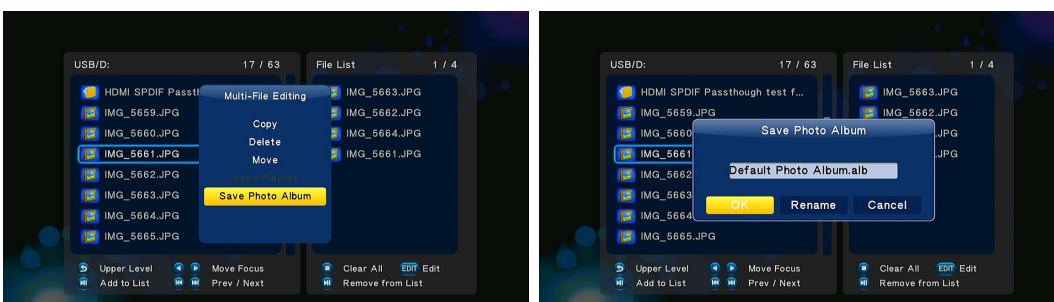 USB/D: 17 / 63 File List 1 / 4
HDMI SPDIF Passth
IMG_5659.JPG
IMG_5660.JPG
IMG_5661.JPG
IMG_5662.JPG
IMG_5663.JPG
IMG_5664.JPG
IMG_5665.JPG
Multi-File Editing
Copy
Delete
Move
Save Playlist
Save Photo Album
IMG_5663.JPG
IMG_5662.JPG
IMG_5664.JPG
IMG_5661.JPG
Upper Level Move Focus Clear All EDIT Edit
Add to List Prev / Next Remove from List
USB/D: 17 / 63 File List 1 / 4
HDMI SPDIF Passthough test f...
IMG_5659.JPG
IMG_5660
IMG_5661
IMG_5662
IMG_5663
IMG_5664
IMG_5665.JPG
Save Photo Album
Default Photo Album.alb
OK Rename Cancel
IMG_5663.JPG
IMG_5662.JPG
.JPG
.JPG
Upper Level Move Focus Clear All EDIT Edit
Add to List Prev / Next Remove from List